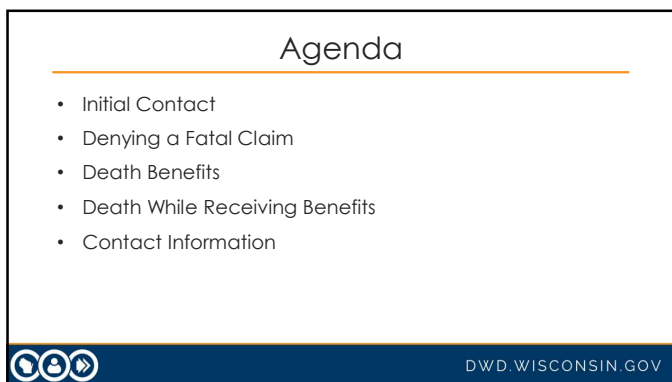 Agenda
• Initial Contact
• Denying a Fatal Claim
• Death Benefits
• Death While Receiving Benefits
• Contact Information
DWD.WISCONSIN.GOV